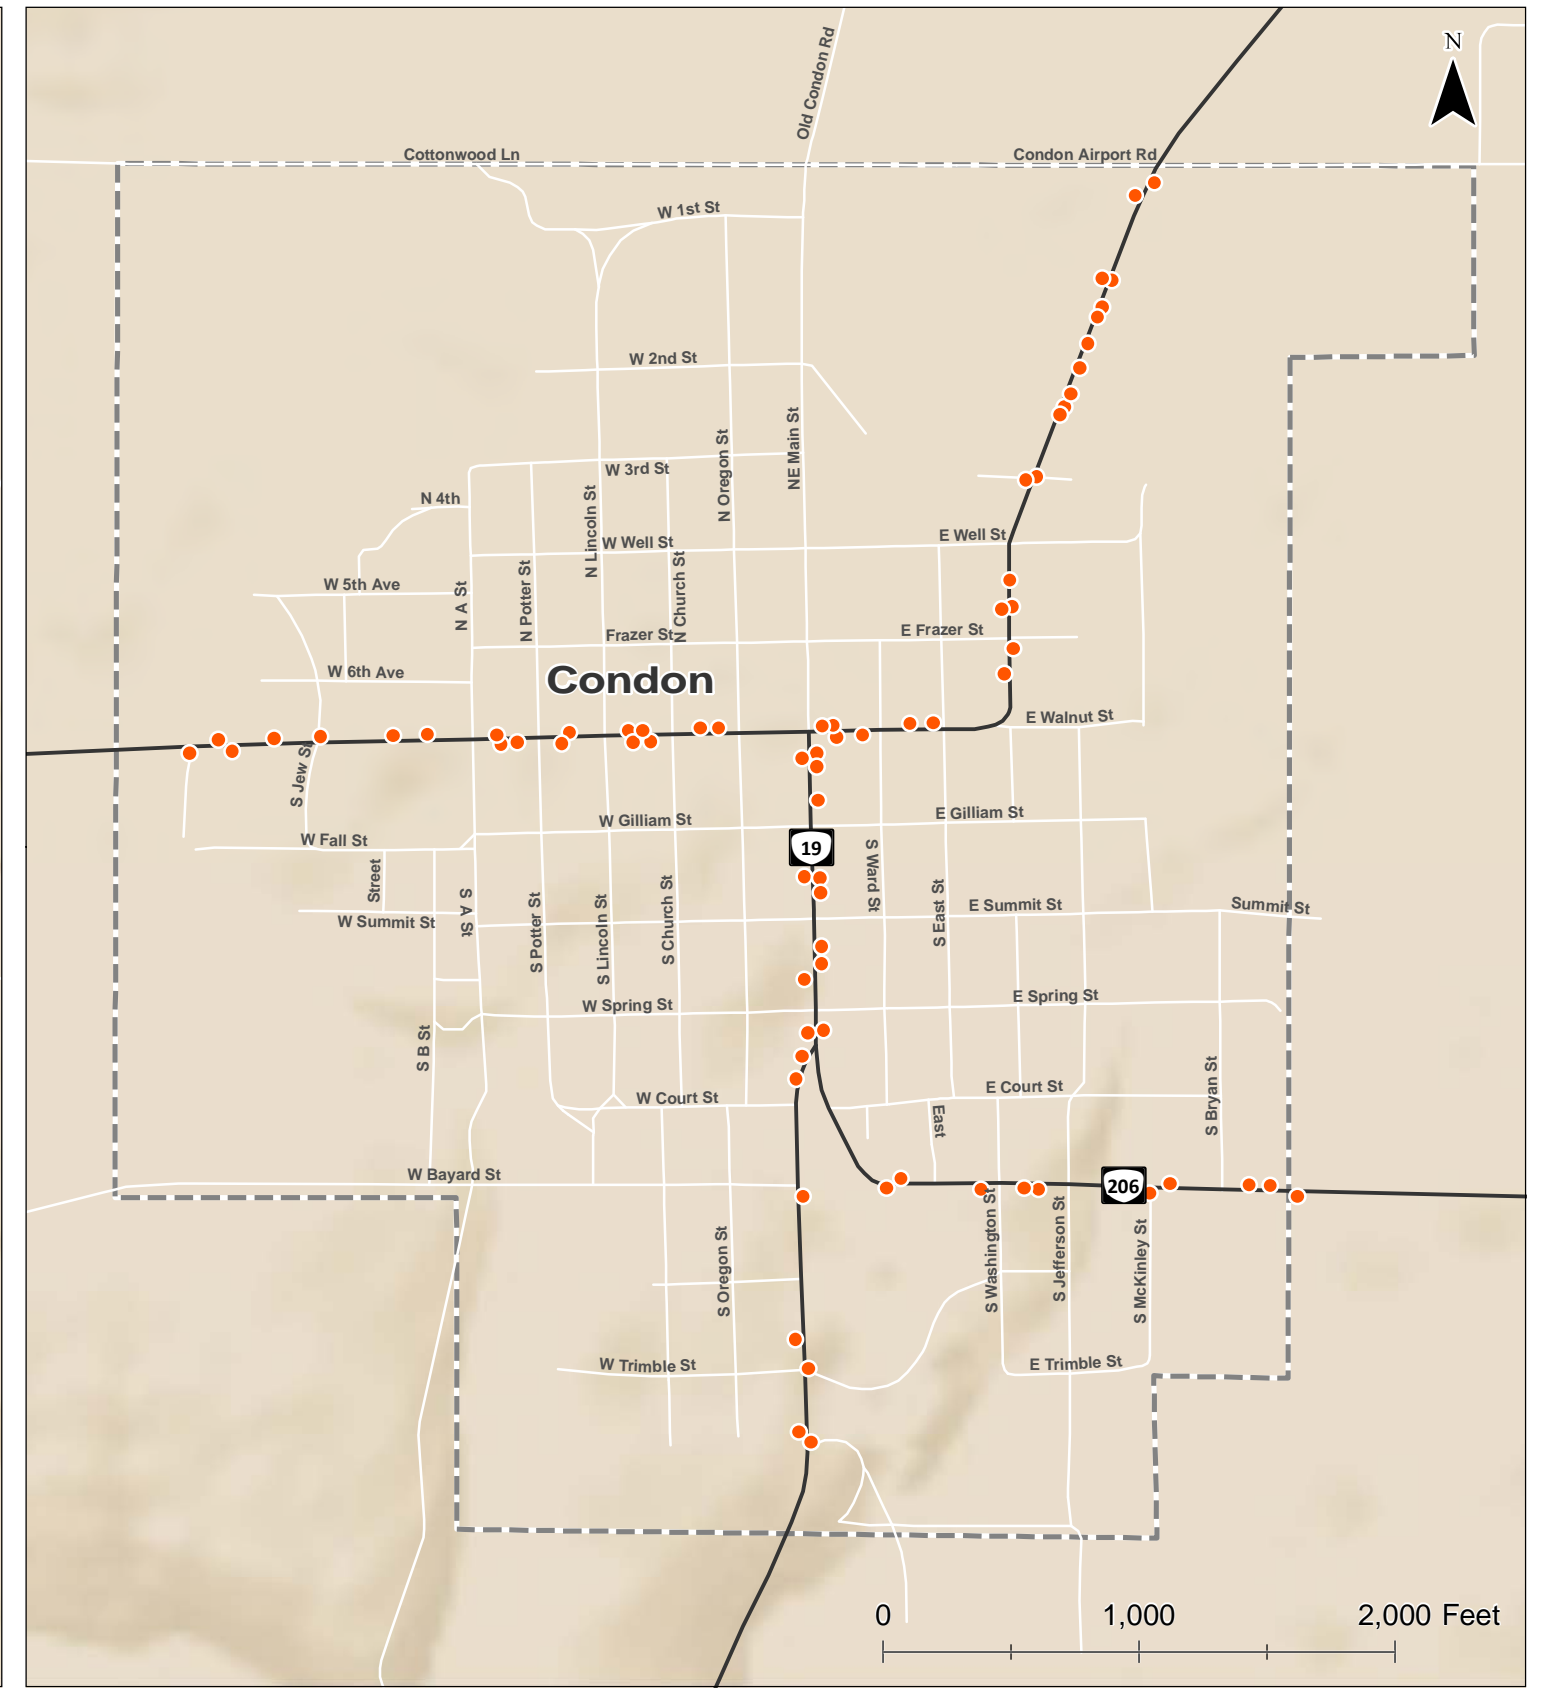 N
Old Condon Rd
Cottonwood Ln
Condon Airport Rd
W 1st St
W 2nd St
NE Main St
N Oregon St
W 3rd St
N Lincoln St
N 4th
E Well St
W Well St
N Church St
N Potter St
W 5th Ave
N A St
E Frazer St
Frazer St
W 6th Ave
Condon
E Walnut St
S Jew St
E Gilliam St
W Gilliam St
W Fall St
19
S Ward St
Street
S A St
S Potter St
S Lincoln St
S Church St
S East St
E Summit St
Summit St
W Summit St
E Spring St
W Spring St
S B St
S Bryan St
E Court St
W Court St
East
W Bayard St
206
S Oregon St
S Washington St
S Jefferson St
S McKinley St
W Trimble St
E Trimble St
0
1,000
2,000 Feet